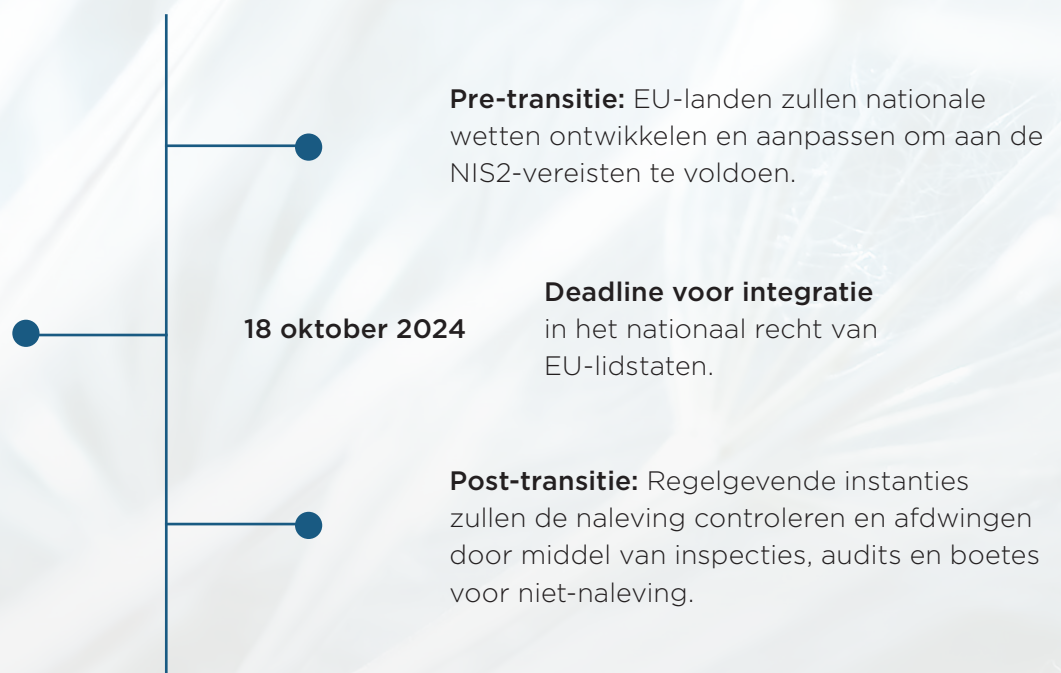 Pre-transitie: EU-landen zullen nationale
wetten ontwikkelen en aanpassen om aan de
NIS2-vereisten te voldoen.
18 oktober 2024
Deadline voor integratie
in het nationaal recht van
EU-lidstaten.
Post-transitie: Regelgevende instanties
zullen de naleving controleren en afdwingen
door middel van inspecties, audits en boetes
voor niet-naleving.